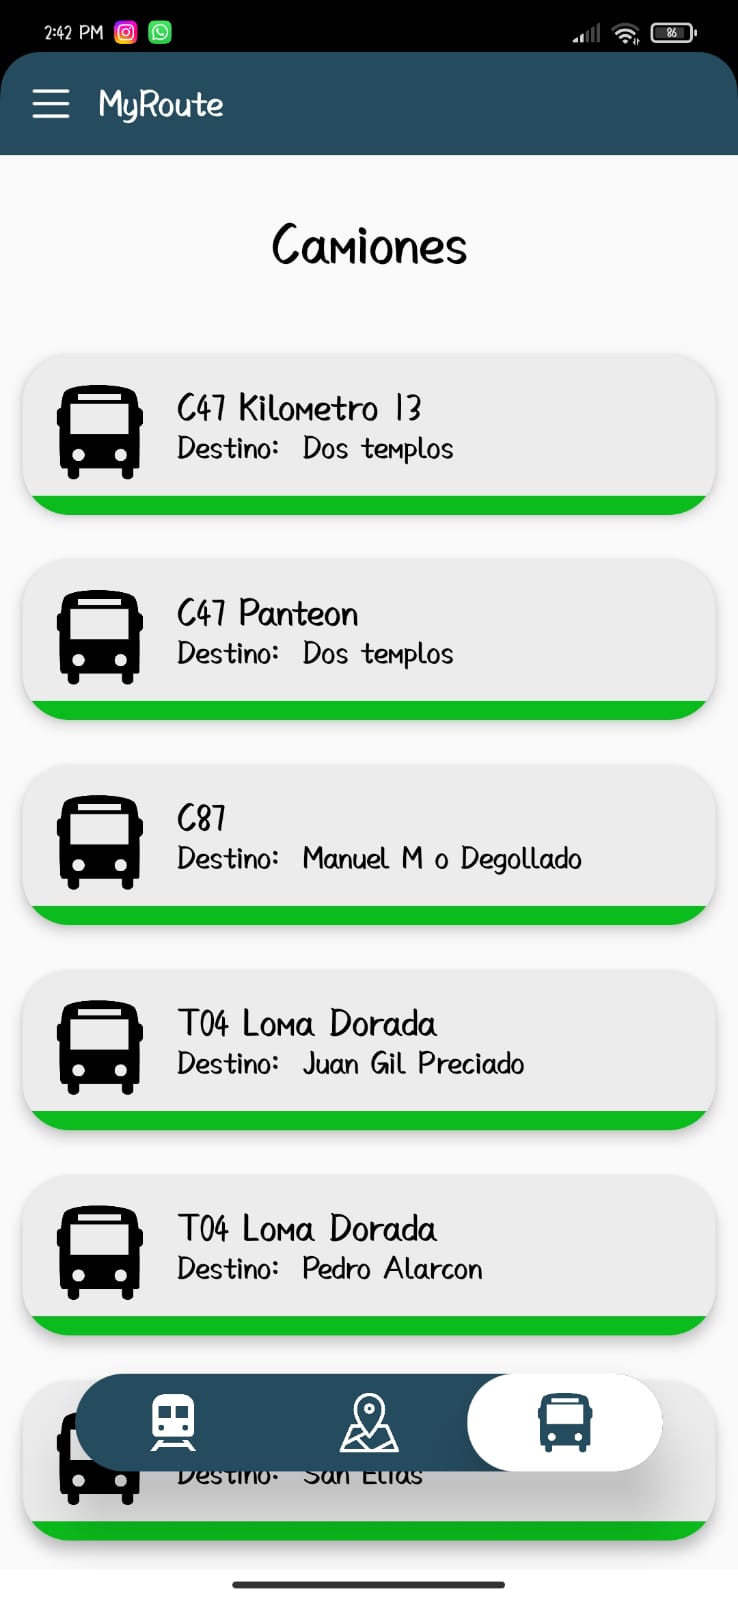 2:42 PM
86
MyRoute
Camiones
C47 Kilometro 13
Destino: Dos templos
C47 Panteon
Destino: Dos templos
C87
Destino: Manuel M o Degollado
T04 Loma Dorada
Destino: Juan Gil Preciado
T04 Loma Dorada
Destino: Pedro Alarcon
Destino: San Elias